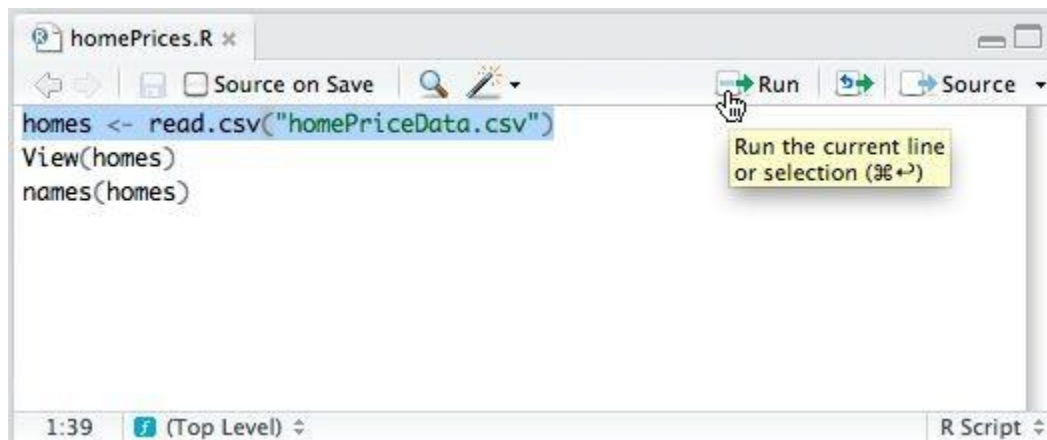 homePrices.R ×
Source on Save Run Source
homes <- read.csv("homePriceData.csv")
View(homes)
names(homes)
Run the current line
or selection (⌘↩)
1:39 (Top Level) R Script